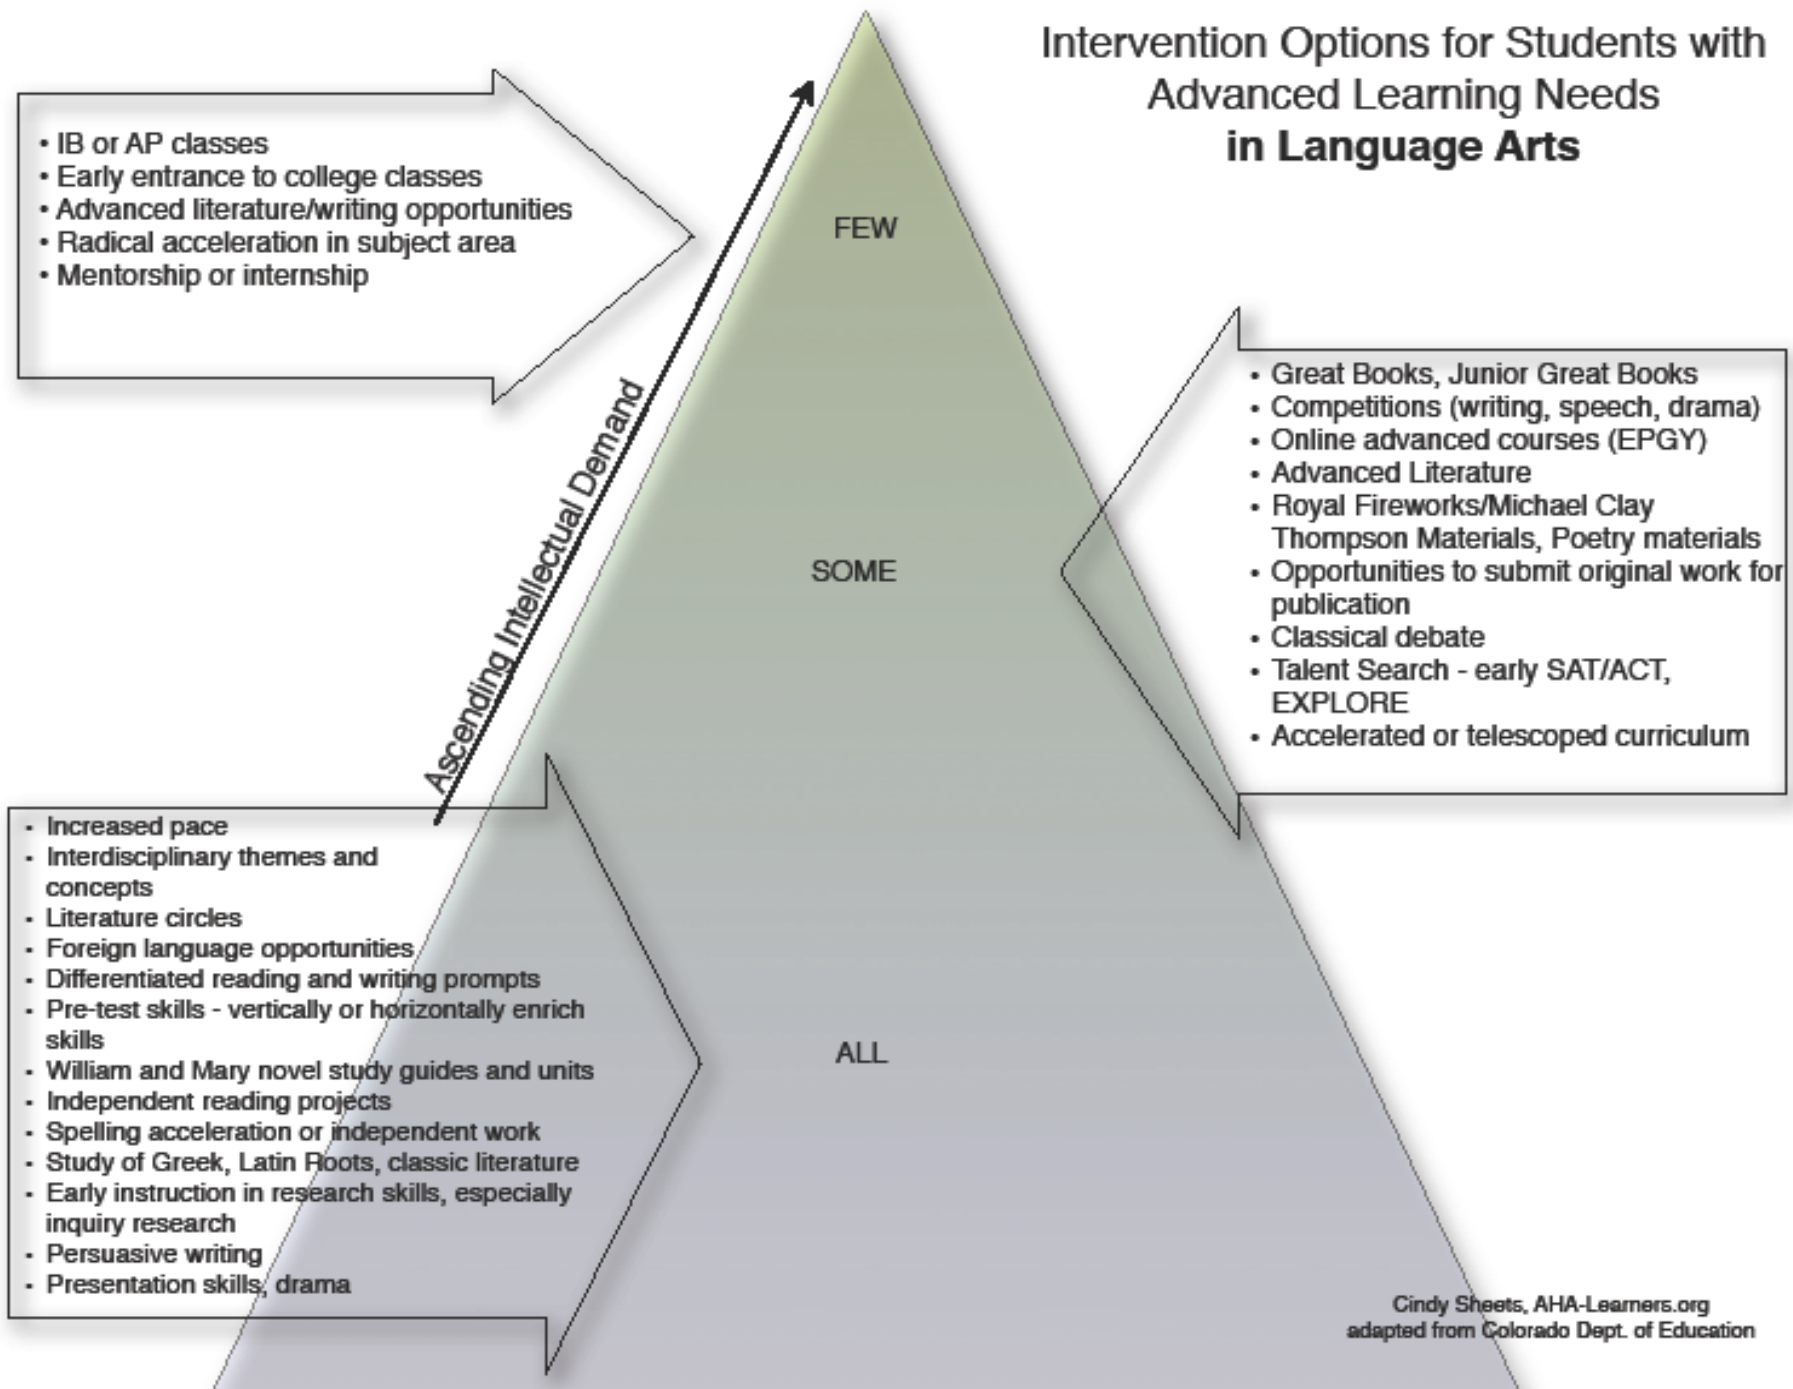 Intervention Options for Students with
Advanced Learning Needs
in Language Arts
• IB or AP classes
• Early entrance to college classes
• Advanced literature/writing opportunities
• Radical acceleration in subject area
• Mentorship or internship
Ascending Intellectual Demand
FEW
SOME
ALL
• Great Books, Junior Great Books
• Competitions (writing, speech, drama)
• Online advanced courses (EPGY)
• Advanced Literature
• Royal Fireworks/Michael Clay
Thompson Materials, Poetry materials
• Opportunities to submit original work for
publication
• Classical debate
• Talent Search - early SAT/ACT,
EXPLORE
• Accelerated or telescoped curriculum
• Increased pace
• Interdisciplinary themes and
concepts
• Literature circles
• Foreign language opportunities
• Differentiated reading and writing prompts
• Pre-test skills - vertically or horizontally enrich
skills
• William and Mary novel study guides and units
• Independent reading projects
• Spelling acceleration or independent work
• Study of Greek, Latin Roots, classic literature
• Early instruction in research skills, especially
inquiry research
• Persuasive writing
• Presentation skills, drama
Cindy Sheets, AHA-Learners.org
adapted from Colorado Dept. of Education